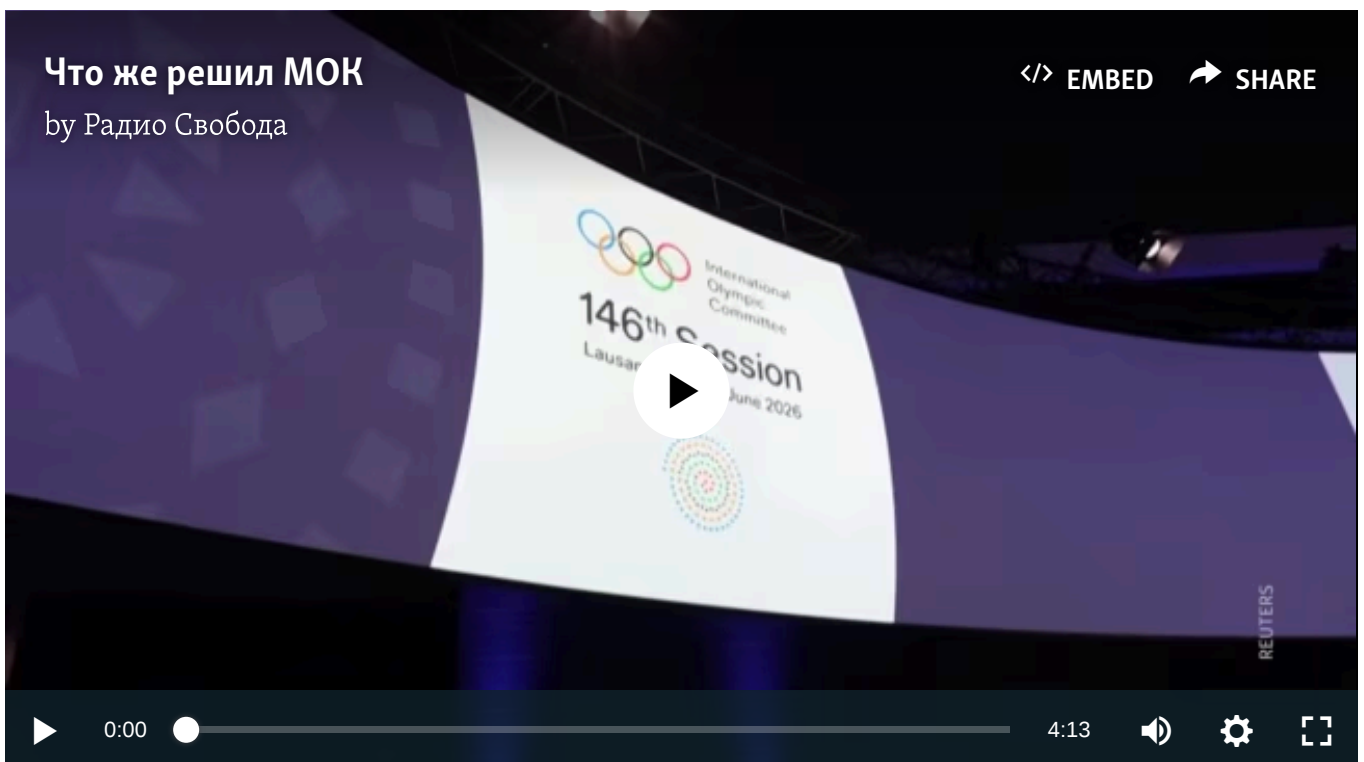 Что же решил МОК
by Радио Свобода
EMBED
SHARE
International
Olympic
Committee
146th Session
June 2026
REUTERS
0:00
4:13